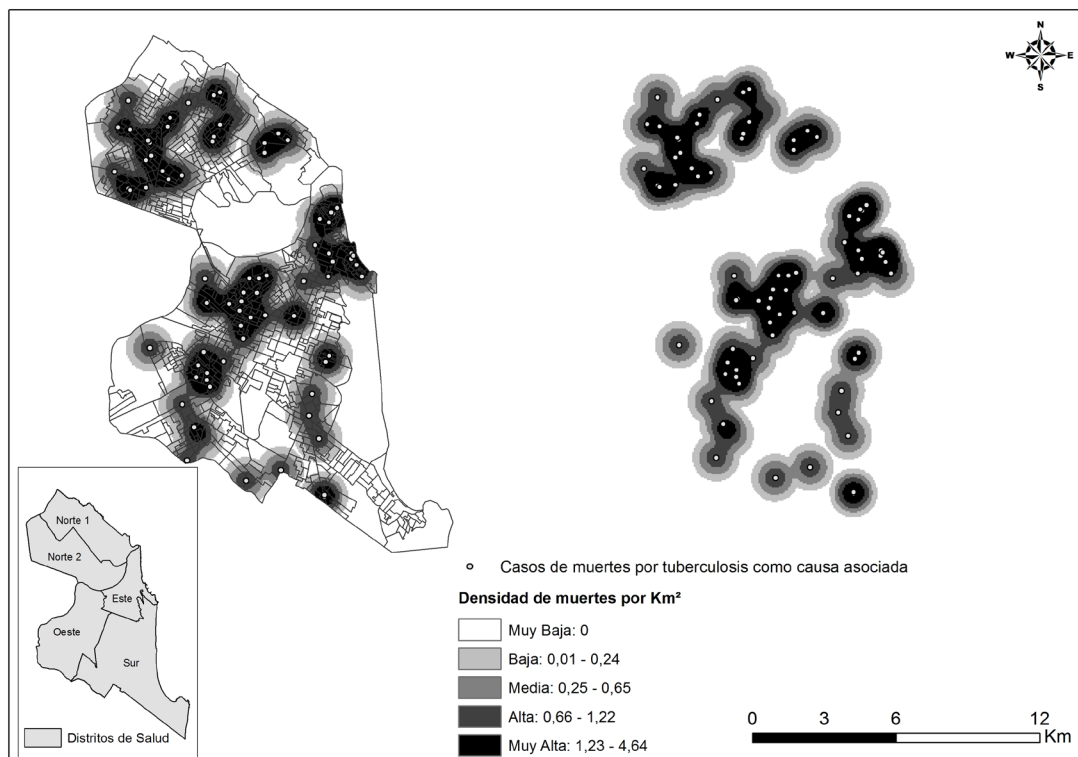 N
W E
S
Norte 1
Norte 2
Este
Oeste
Sur
Distritos de Salud
Casos de muertes por tuberculosis como causa asociada
Densidad de muertes por Km²
Muy Baja: 0
Baja: 0,01 - 0,24
Media: 0,25 - 0,65
Alta: 0,66 - 1,22
Muy Alta: 1,23 - 4,64
0 3 6 12
Km